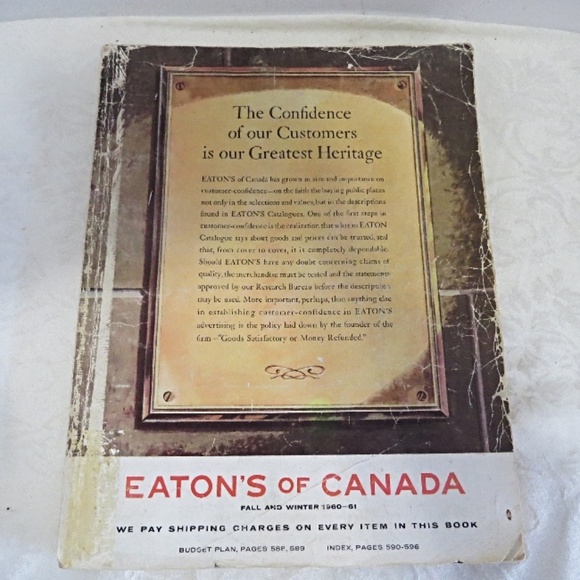 The Confidence
of our Customers
is our Greatest Heritage
EATON'S of Canada has grown in size and importance on
customer-confidence—on the faith the buying public places
not only in the selections and values, but in the descriptions
found in EATON'S Catalogues. One of the first steps in
customer-confidence is the realization that what an EATON
Catalogue says about goods and prices can be trusted, and
that, from cover to cover, it is completely dependable.
Should EATON'S have any doubt concerning claims of
quality, the merchandise must be tested and the statements
approved by our Research Bureau before the description
may be used. More important, perhaps, than anything else
in establishing customer-confidence in EATON'S
advertising is the policy laid down by the founder of the
firm—"Goods Satisfactory or Money Refunded."
EATON'S OF CANADA
FALL AND WINTER 1960-61
WE PAY SHIPPING CHARGES ON EVERY ITEM IN THIS BOOK
BUDGET PLAN, PAGES 588, 589 INDEX, PAGES 590-596